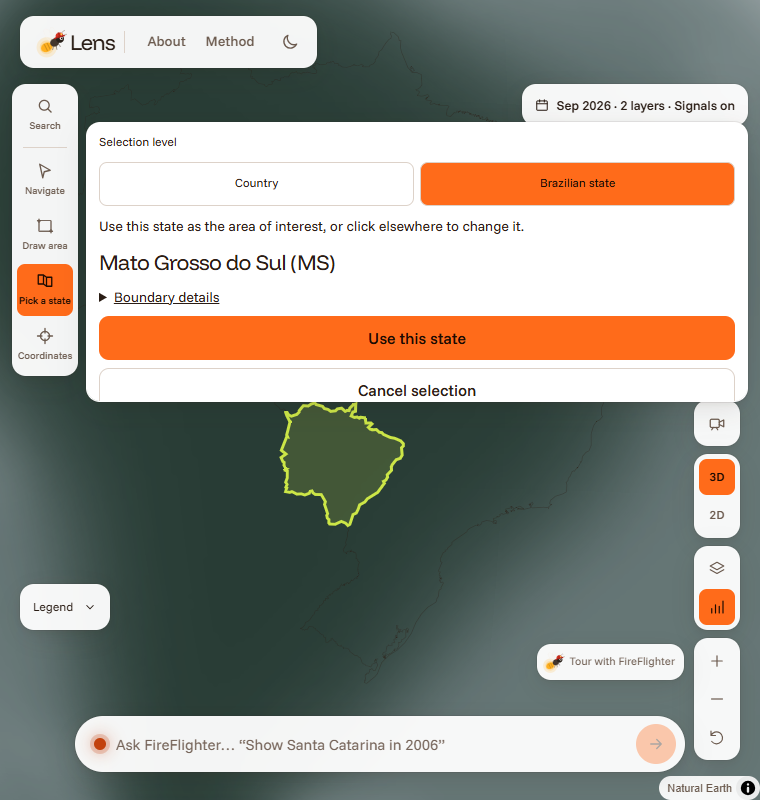 Lens
About
Method
Search
Navigate
Draw area
Pick a state
Coordinates
Sep 2026 · 2 layers · Signals on
Selection level
Country
Brazilian state
Use this state as the area of interest, or click elsewhere to change it.
Mato Grosso do Sul (MS)
Boundary details
Use this state
Cancel selection
3D
2D
Legend
Tour with FireFlighter
Ask FireFlighter… “Show Santa Catarina in 2006”
Natural Earth